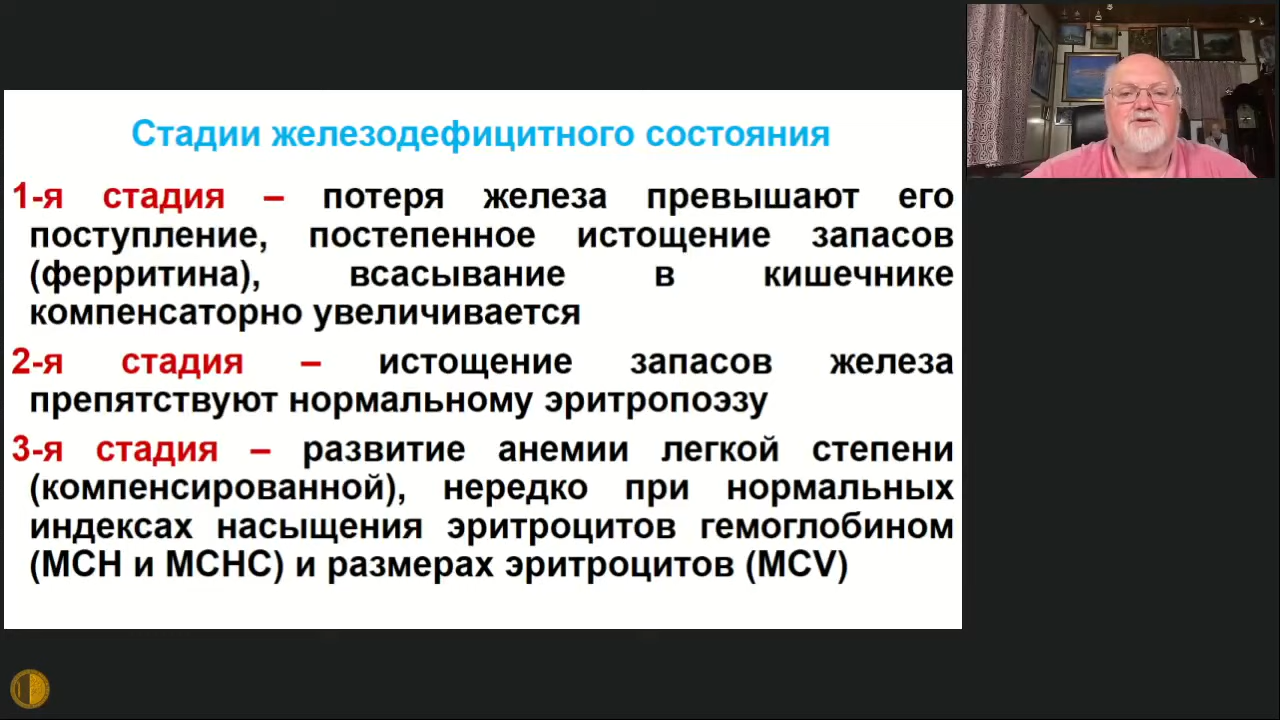 Стадии железодефицитного состояния
1-я стадия – потеря железа превышают его
поступление, постепенное истощение запасов
(ферритина), всасывание в кишечнике
компенсаторно увеличивается
2-я стадия – истощение запасов железа
препятствуют нормальному эритропоэзу
3-я стадия – развитие анемии легкой степени
(компенсированной), нередко при нормальных
индексах насыщения эритроцитов гемоглобином
(MCH и MCHC) и размерах эритроцитов (MCV)